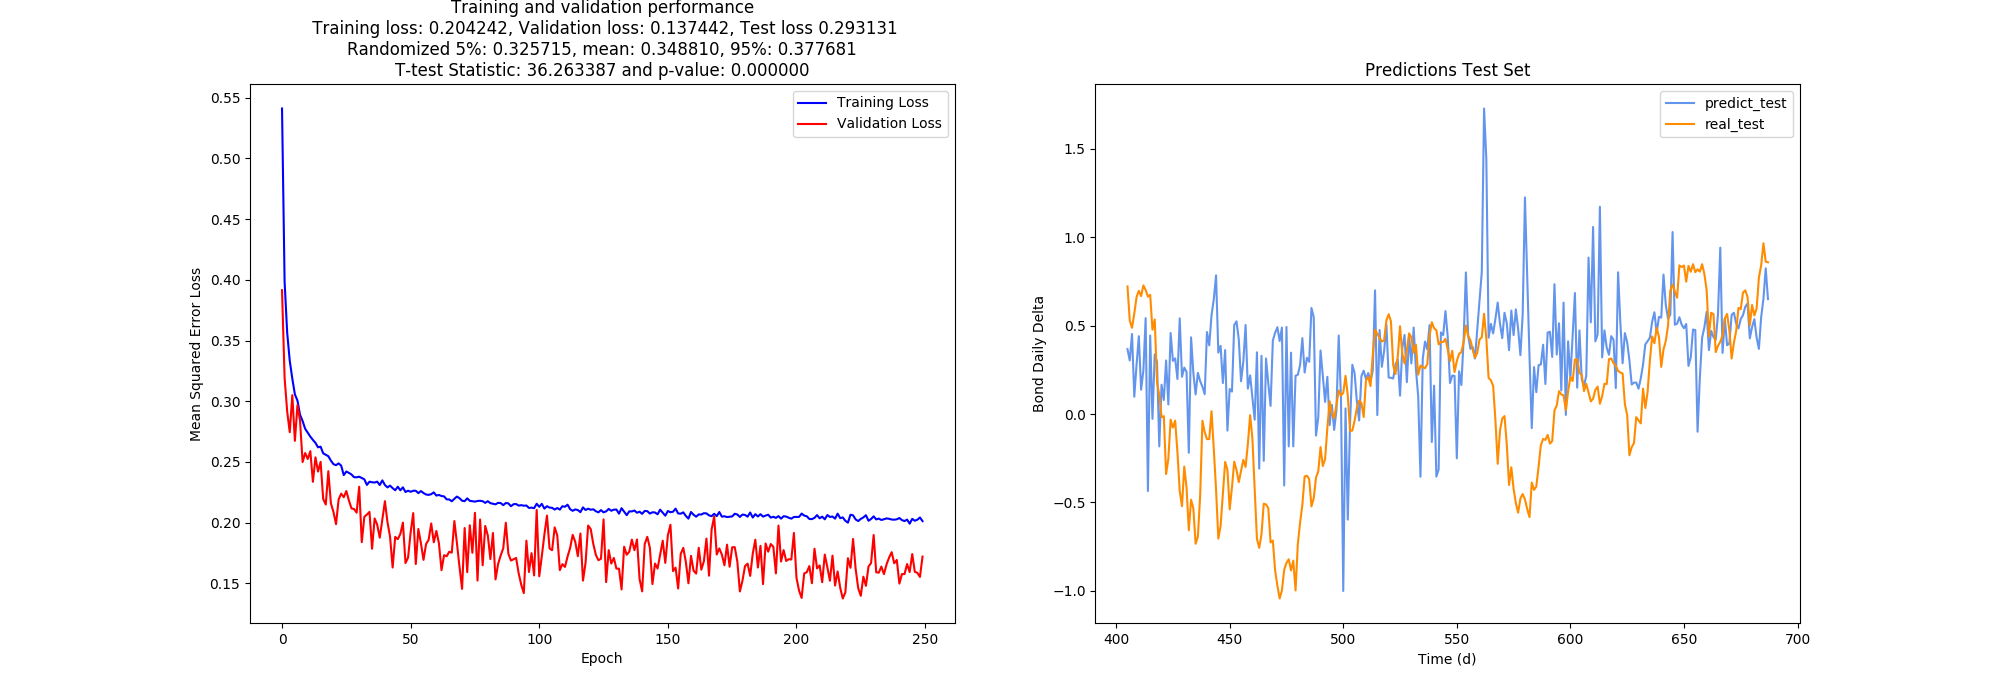 Training and validation performance
Training loss: 0.204242, Validation loss: 0.137442, Test loss 0.293131
Randomized 5%: 0.325715, mean: 0.348810, 95%: 0.377681
T-test Statistic: 36.263387 and p-value: 0.000000
Training Loss
Validation Loss
0.55
0.50
0.45
0.40
0.35
0.30
0.25
0.20
0.15
Mean Squared Error Loss
0
50
100
150
200
250
Epoch
Predictions Test Set
predict_test
real_test
1.5
1.0
0.5
0.0
−0.5
−1.0
Bond Daily Delta
400
450
500
550
600
650
700
Time (d)